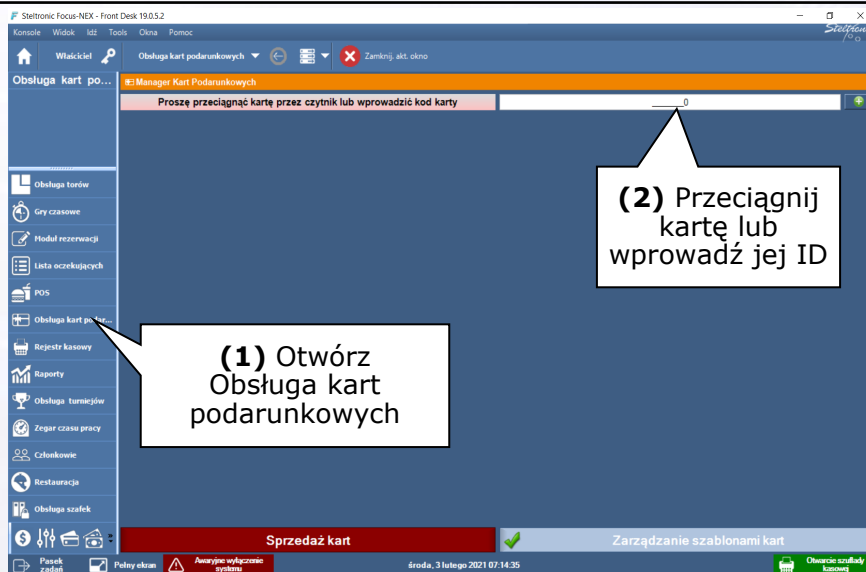 Steltronic Focus-NEX - Front Desk 19.0.5.2
Konsole Widok Idź Tools Okna Pomoc
Właściciel Obsługa kart podarunkowych Zamknij. akt. okno
Obsługa kart po...
Manager Kart Podarunkowych
Proszę przeciągnąć kartę przez czytnik lub wprowadzić kod karty ______0
(2) Przeciągnij
kartę lub
wprowadź jej ID
Obsługa torów
Gry czasowe
Moduł rezerwacji
Lista oczekujących
POS
Obsługa kart podar...
Rejestr kasowy
Raporty
Obsługa turniejów
Zegar czasu pracy
Członkowie
Restauracja
Obsługa szafek
(1) Otwórz
Obsługa kart
podarunkowych
Sprzedaż kart Zarządzanie szablonami kart
Pasek
zadań
Pełny ekran
Awaryjne wyłączenie
systemu
środa, 3 lutego 2021 07:14:35
Otwarcie szuflady
kasowej